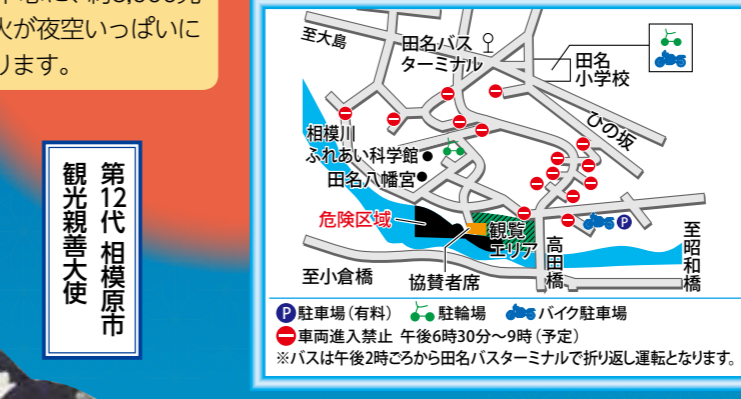 火が夜空いっぱいに
ります。
第12代 相模原市
観光親善大使
至大島
田名バス
ターミナル
田名
小学校
ひの坂
相模川
ふれあい科学館
田名八幡宮
危険区域
観覧
エリア
高田橋
至昭和橋
至小倉橋
協賛者席
P
P駐車場(有料) 駐輪場 バイク駐車場
車両進入禁止 午後6時30分～9時(予定)
※バスは午後2時ごろから田名バスターミナルで折り返し運転となります。